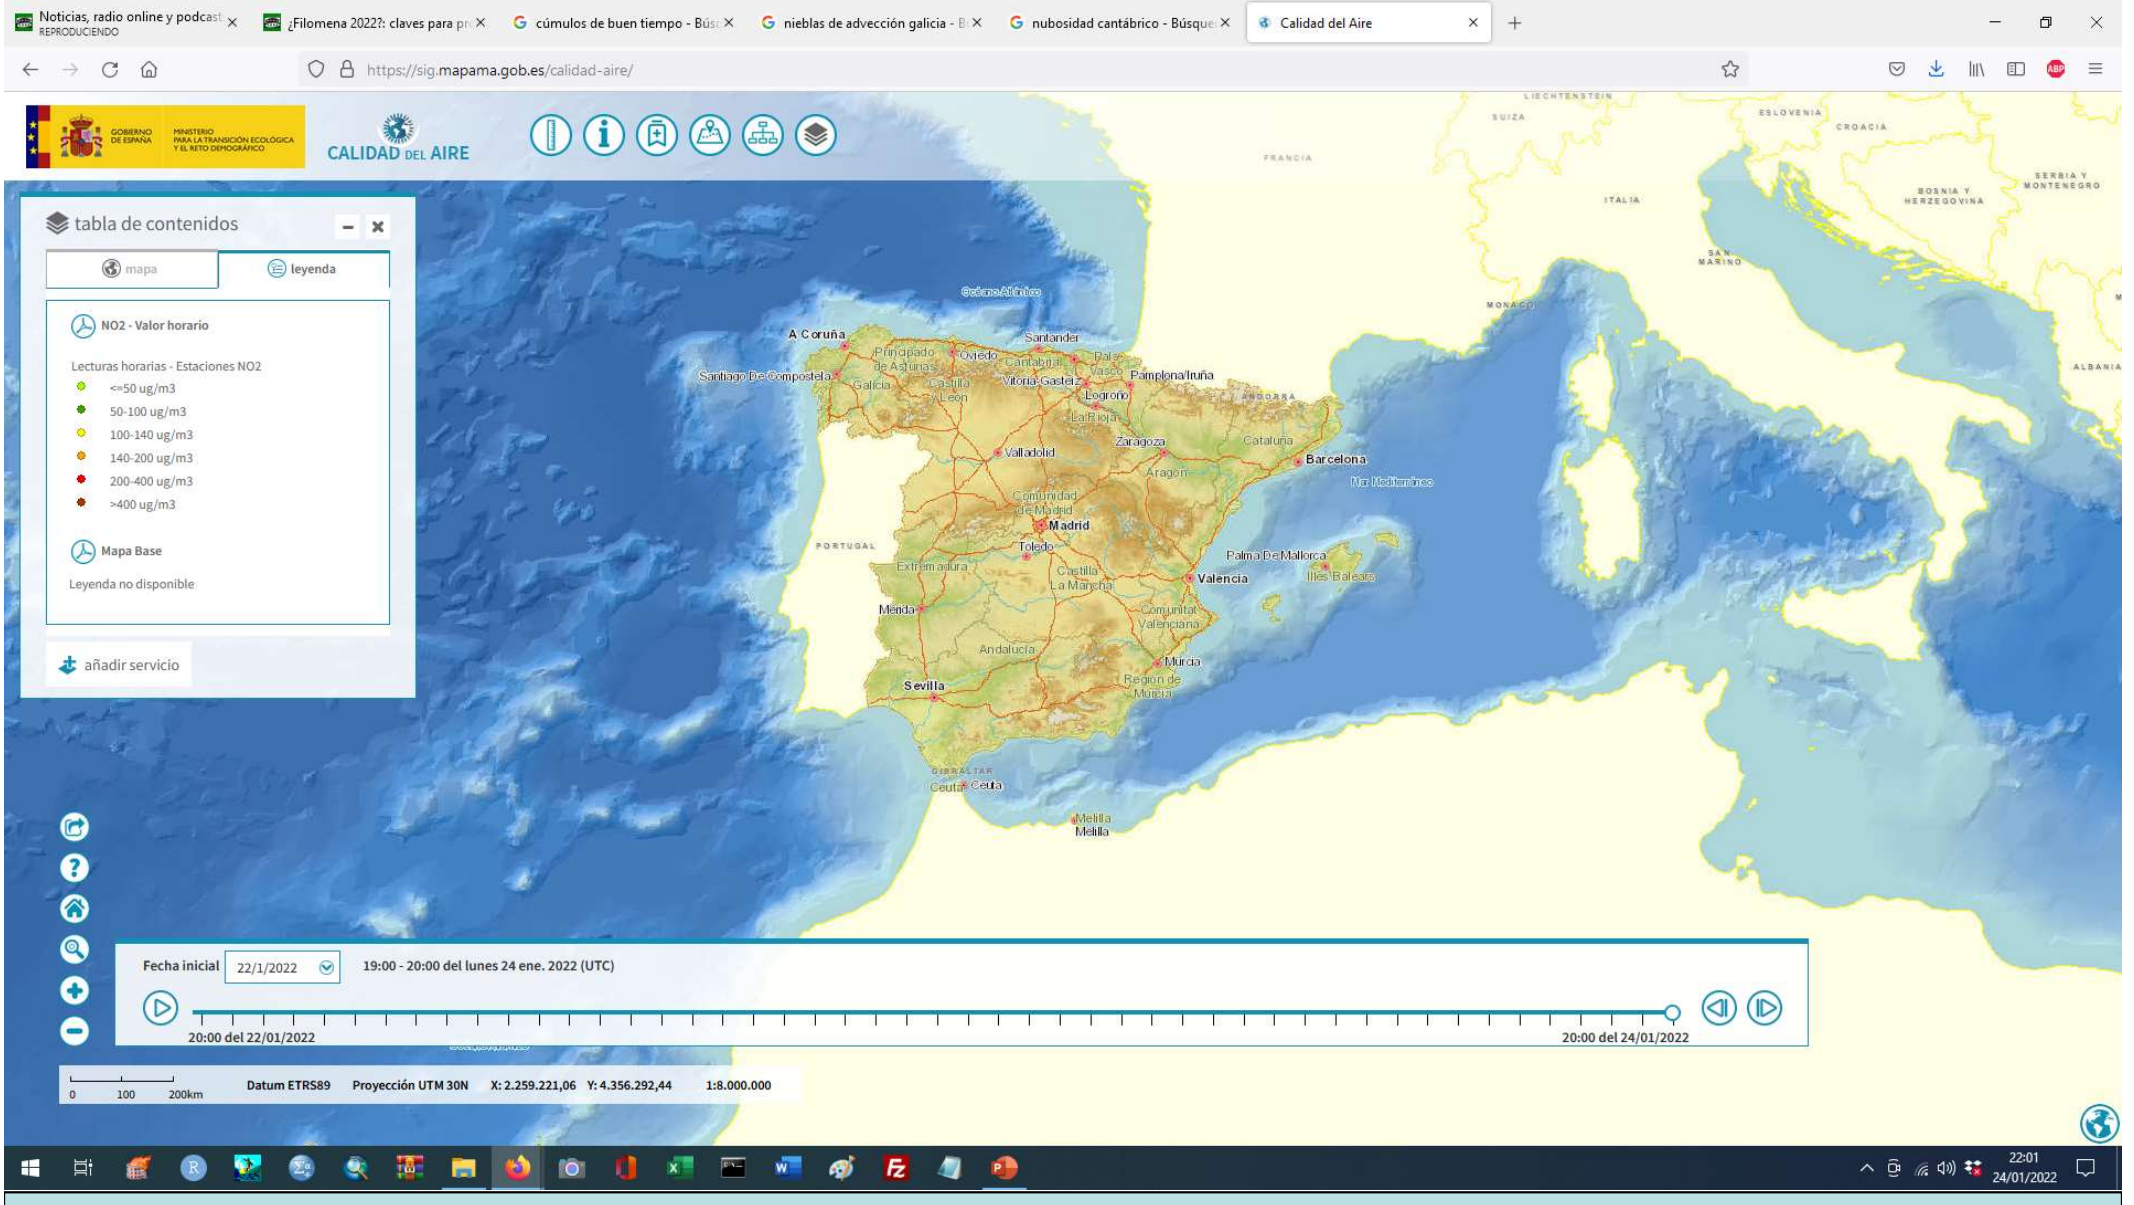 Noticias, radio online y podcast
REPRODUCIENDO
¿Filomena 2022?: claves para pr
cúmulos de buen tiempo - Bús
nieblas de advección galicia - B
nubosidad cantábrico - Búsque
Calidad del Aire
https://sig.mapama.gob.es/calidad-aire/
ABP
GOBIERNO
DE ESPAÑA
MINISTERIO
PARA LA TRANSICIÓN ECOLÓGICA
Y EL RETO DEMOGRÁFICO
CALIDAD DEL AIRE
tabla de contenidos
mapa
leyenda
NO2 - Valor horario
Lecturas horarias - Estaciones NO2
<=50 ug/m3
50-100 ug/m3
100-140 ug/m3
140-200 ug/m3
200-400 ug/m3
>400 ug/m3
Mapa Base
Leyenda no disponible
añadir servicio
LIECHTENSTEIN
SUIZA
ESLOVENIA
CROACIA
FRANCIA
SERBIA Y
MONTENEGRO
BOSNIA Y
HERZEGOVINA
ITALIA
SAN
MARINO
MONACO
ALBANIA
Océano Atlántico
A Coruña
Santander
Principado
de Asturias
Oviedo
Cantabria
País
Vasco
Santiago De Compostela
Galicia
Castilla
y León
Vitoria-Gasteiz
Pamplona/Iruña
Logroño
La Rioja
ANDORRA
Zaragoza
Cataluña
Valladolid
Aragón
Barcelona
Mar Mediterráneo
Comunidad
de Madrid
Madrid
PORTUGAL
Toledo
Palma De Mallorca
Extremadura
Castilla
La Mancha
Valencia
Illes Balears
Mérida
Comunitat
Valenciana
Andalucía
Murcia
Región de
Murcia
Sevilla
GIBRALTAR
Ceuta
Ceuta
Melilla
Melilla
Fecha inicial
22/1/2022
19:00 - 20:00 del lunes 24 ene. 2022 (UTC)
20:00 del 22/01/2022
20:00 del 24/01/2022
0 100 200km
Datum ETRS89 Proyección UTM 30N X: 2.259.221,06 Y: 4.356.292,44 1:8.000.000
22:01
24/01/2022